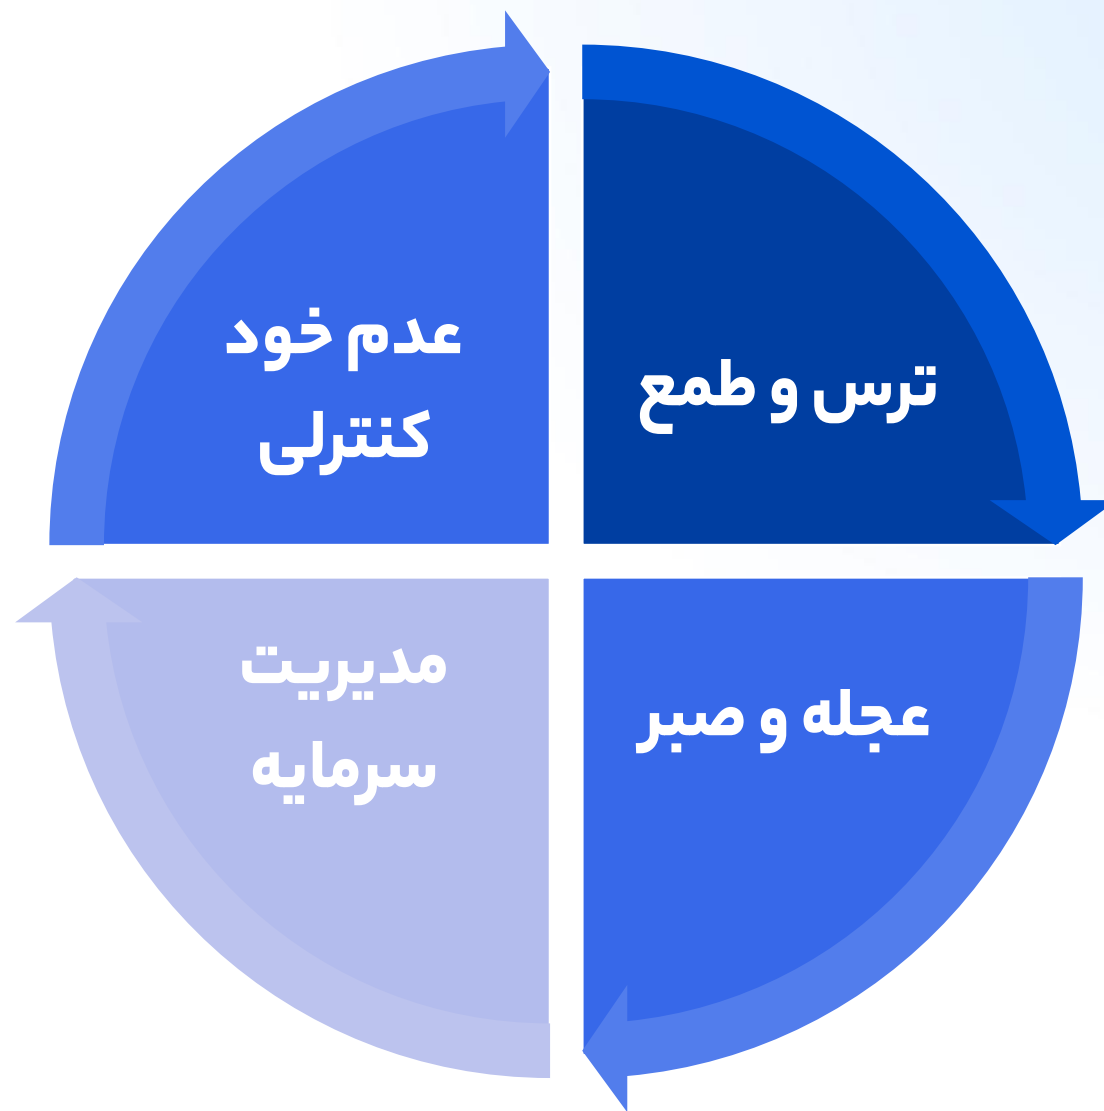 ترس و طمع
عدم خود
کنترلی
عجله و صبر
مدیریت
سرمایه